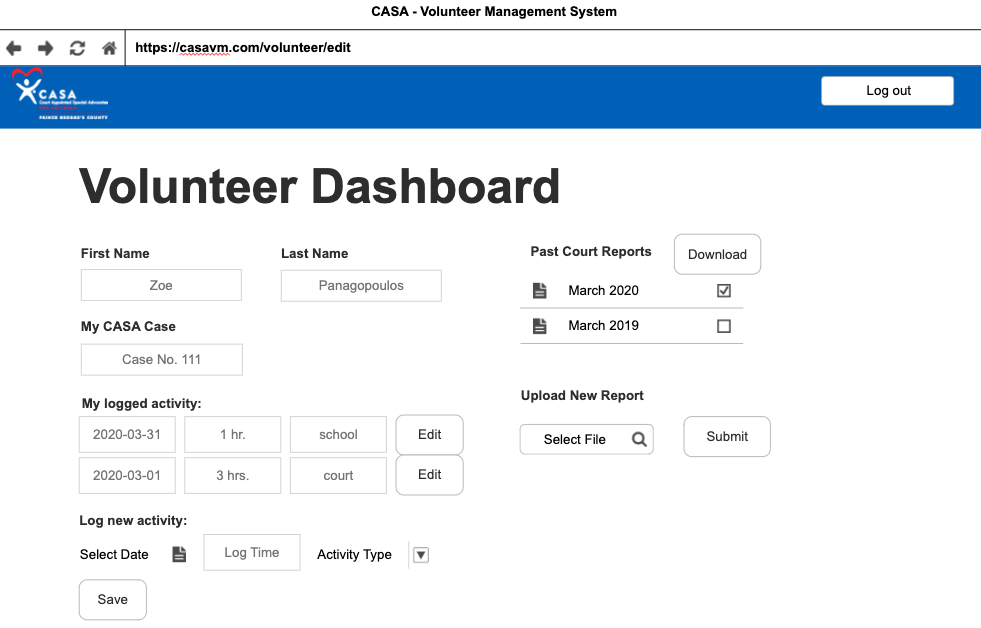 CASA - Volunteer Management System
https://casavm.com/volunteer/edit
CASA
Court Appointed Special Advocates
FOR CHILDREN
PRINCE GEORGE'S COUNTY
Log out
Volunteer Dashboard
First Name
Last Name
Zoe
Panagopoulos
My CASA Case
Case No. 111
My logged activity:
2020-03-31 1 hr. school Edit
2020-03-01 3 hrs. court Edit
Log new activity:
Select Date Log Time Activity Type
Save
Past Court Reports Download
March 2020
March 2019
Upload New Report
Select File Submit